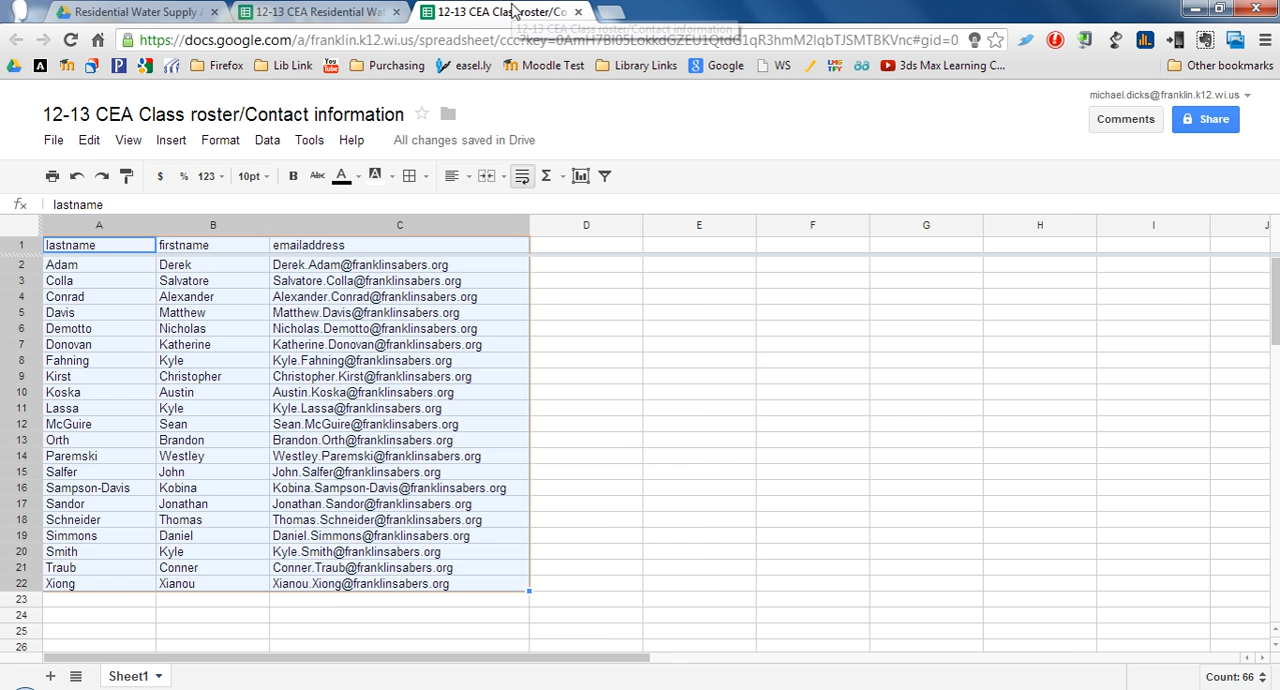 Residential Water Supply
12-13 CEA Residential Wa
12-13 CEA Class roster/Co
12-13 CEA Class roster/Contact information
https://docs.google.com/a/franklin.k12.wi.us/spreadsheet/
#gid=0
Firefox Lib Link Purchasing easel.ly Moodle Test Library Links Google WS LMG TFY 3ds Max Learning C... Other bookmarks
michael.dicks@franklin.k12.wi.us
12-13 CEA Class roster/Contact information
Comments Share
File Edit View Insert Format Data Tools Help All changes saved in Drive
$ % 123 10pt B Abc A A Σ
fx lastname
A B C D E F G H I J
1 lastname firstname emailaddress
2 Adam Derek Derek.Adam@franklinsabers.org
3 Colla Salvatore Salvatore.Colla@franklinsabers.org
4 Conrad Alexander Alexander.Conrad@franklinsabers.org
5 Davis Matthew Matthew.Davis@franklinsabers.org
6 Demotto Nicholas Nicholas.Demotto@franklinsabers.org
7 Donovan Katherine Katherine.Donovan@franklinsabers.org
8 Fahning Kyle Kyle.Fahning@franklinsabers.org
9 Kirst Christopher Christopher.Kirst@franklinsabers.org
10 Koska Austin Austin.Koska@franklinsabers.org
11 Lassa Kyle Kyle.Lassa@franklinsabers.org
12 McGuire Sean Sean.McGuire@franklinsabers.org
13 Orth Brandon Brandon.Orth@franklinsabers.org
14 Paremski Westley Westley.Paremski@franklinsabers.org
15 Salfer John John.Salfer@franklinsabers.org
16 Sampson-Davis Kobina Kobina.Sampson-Davis@franklinsabers.org
17 Sandor Jonathan Jonathan.Sandor@franklinsabers.org
18 Schneider Thomas Thomas.Schneider@franklinsabers.org
19 Simmons Daniel Daniel.Simmons@franklinsabers.org
20 Smith Kyle Kyle.Smith@franklinsabers.org
21 Traub Conner Conner.Traub@franklinsabers.org
22 Xiong Xianou Xianou.Xiong@franklinsabers.org
23
24
25
26
Sheet1 Count: 66